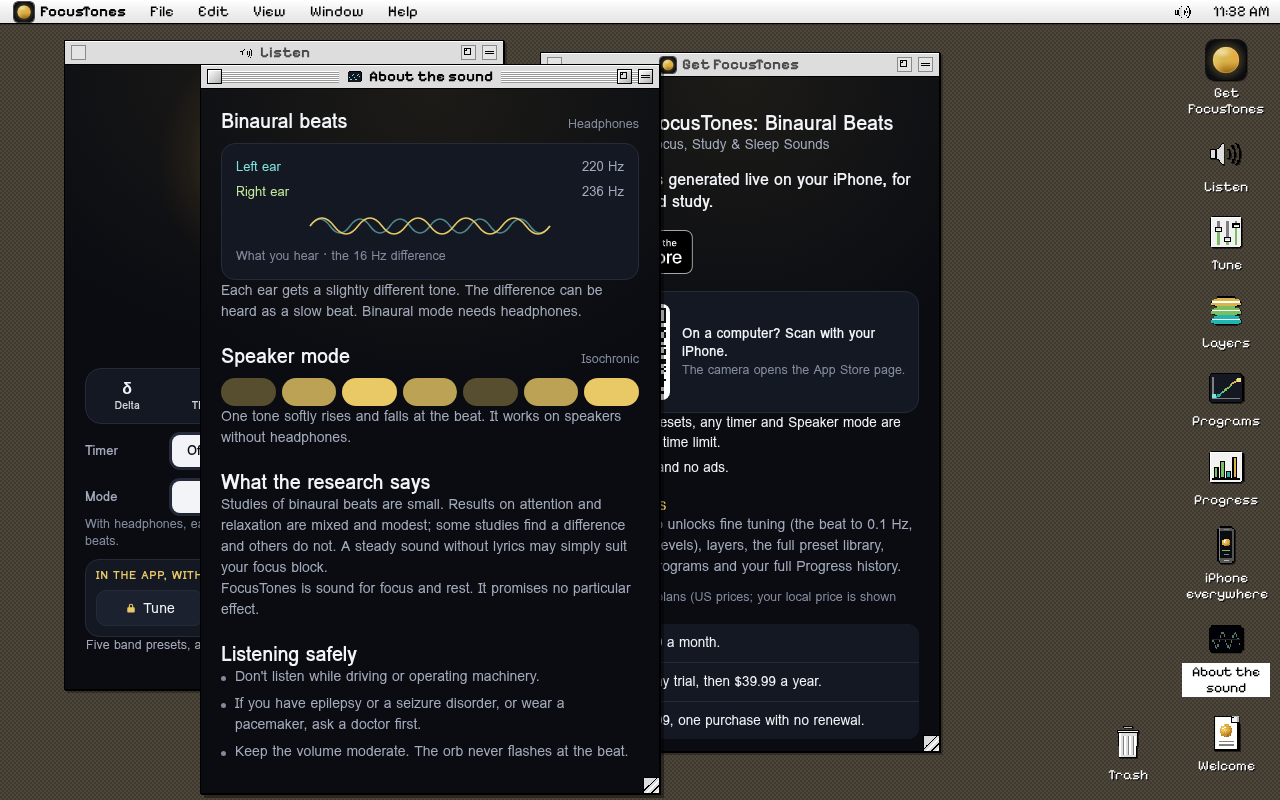 FocusTones File Edit View Window Help 11:38 AM
Listen
δ
Delta
Timer
Mode
With headphones, ea
beats.
IN THE APP, WITH
Tune
Five band presets, a
About the sound
Binaural beats Headphones
Left ear 220 Hz
Right ear 236 Hz
What you hear · the 16 Hz difference
Each ear gets a slightly different tone. The difference can be
heard as a slow beat. Binaural mode needs headphones.
Speaker mode Isochronic
One tone softly rises and falls at the beat. It works on speakers
without headphones.
What the research says
Studies of binaural beats are small. Results on attention and
relaxation are mixed and modest; some studies find a difference
and others do not. A steady sound without lyrics may simply suit
your focus block.
FocusTones is sound for focus and rest. It promises no particular
effect.
Listening safely
• Don't listen while driving or operating machinery.
• If you have epilepsy or a seizure disorder, or wear a
pacemaker, ask a doctor first.
• Keep the volume moderate. The orb never flashes at the beat.
Get FocusTones
ocusTones: Binaural Beats
ocus, Study & Sleep Sounds
s generated live on your iPhone, for
d study.
the
ore
On a computer? Scan with your
iPhone.
The camera opens the App Store page.
esets, any timer and Speaker mode are
time limit.
and no ads.
s
unlocks fine tuning (the beat to 0.1 Hz,
evels), layers, the full preset library,
rograms and your full Progress history.
plans (US prices; your local price is shown
a month.
y trial, then $39.99 a year.
99, one purchase with no renewal.
Get
FocusTones
Listen
Tune
Layers
Programs
Progress
iPhone
everywhere
About the
sound
Welcome
Trash